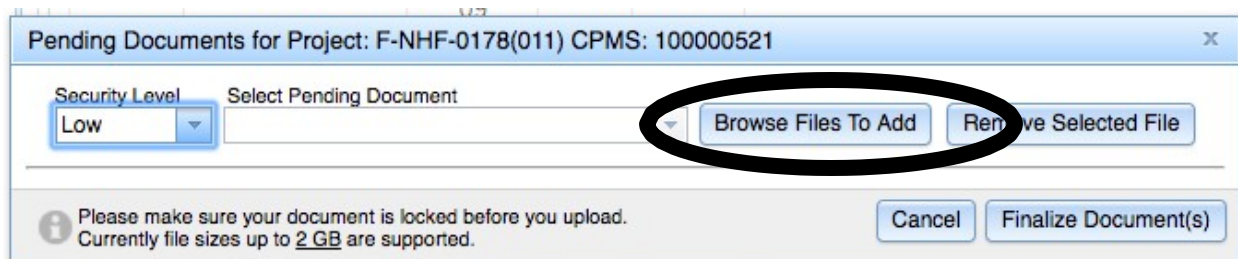 Pending Documents for Project: F-NHF-0178(011) CPMS: 100000521
Security Level Select Pending Document
Low Browse Files To Add Remove Selected File
Please make sure your document is locked before you upload.
Currently file sizes up to 2 GB are supported.
Cancel Finalize Document(s)